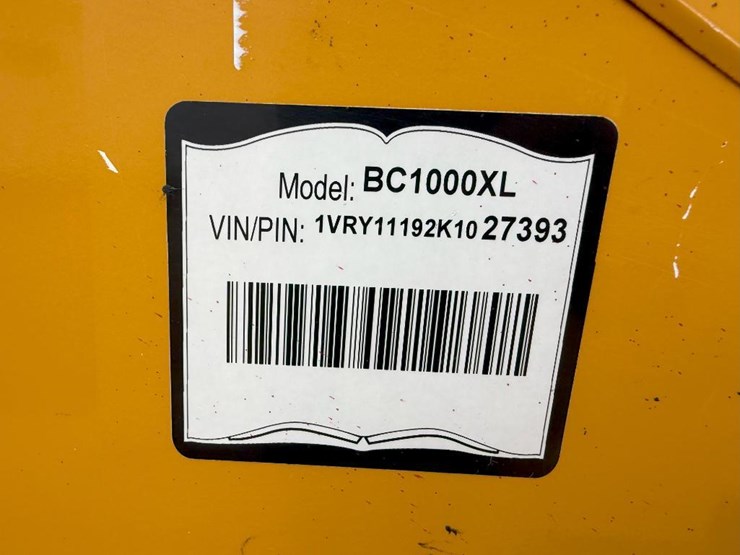 Model: BC1000XL
VIN/PIN: 1VRY11192K1027393